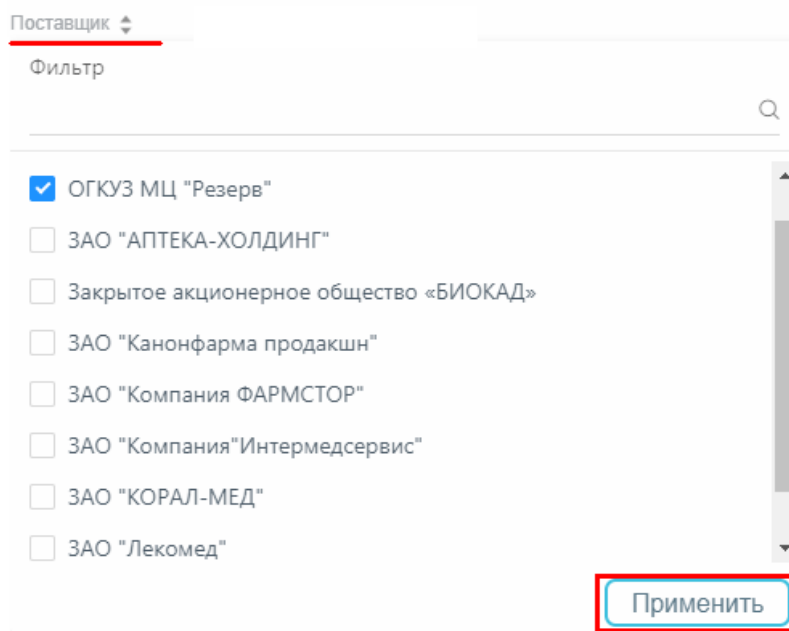 Поставщик
Фильтр
ОГКУЗ МЦ "Резерв"
ЗАО "АПТЕКА-ХОЛДИНГ"
Закрытое акционерное общество «БИОКАД»
ЗАО "Канонфарма продакшн"
ЗАО "Компания ФАРМСТОР"
ЗАО "Компания"Интермедсервис"
ЗАО "КОРАЛ-МЕД"
ЗАО "Лекомед"
Применить